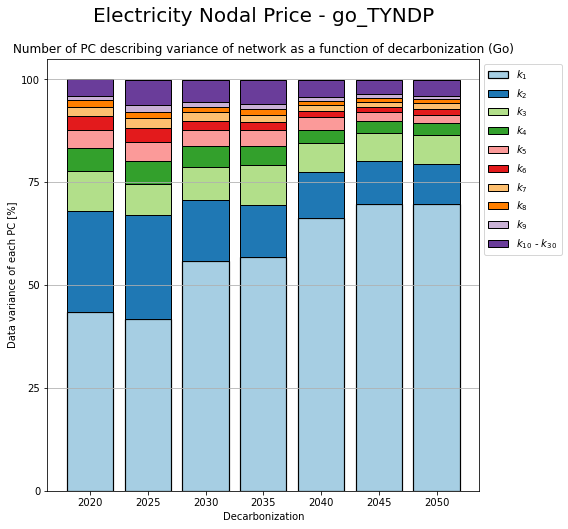 Electricity Nodal Price - go_TYNDP
Number of PC describing variance of network as a function of decarbonization (Go)
Data variance of each PC [%]
100
75
50
25
0
2020 2025 2030 2035 2040 2045 2050
Decarbonization
k1
k2
k3
k4
k5
k6
k7
k8
k9
k10 - k30